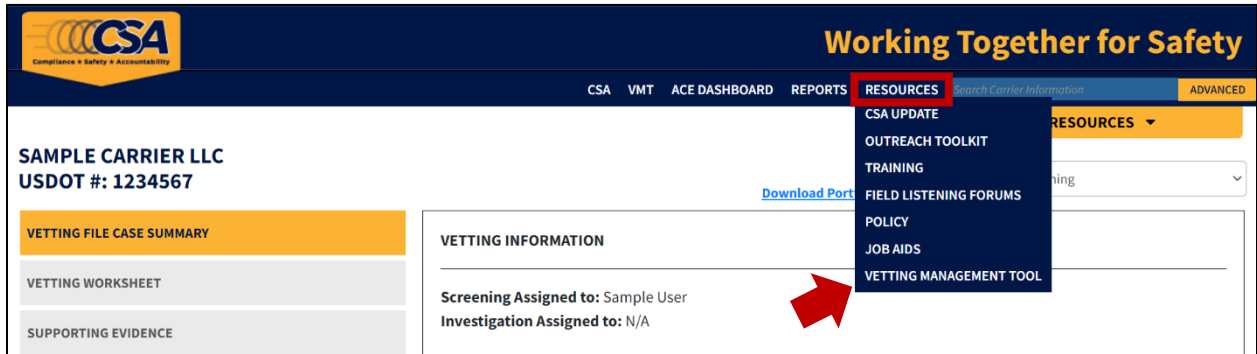 CSA
Compliance ★ Safety ★ Accountability
Working Together for Safety
CSA VMT ACE DASHBOARD REPORTS RESOURCES Search Carrier Information ADVANCED
CSA UPDATE
OUTREACH TOOLKIT
TRAINING
FIELD LISTENING FORUMS
POLICY
JOB AIDS
VETTING MANAGEMENT TOOL
RESOURCES
SAMPLE CARRIER LLC
USDOT #: 1234567
Download
VETTING FILE CASE SUMMARY
VETTING WORKSHEET
SUPPORTING EVIDENCE
VETTING INFORMATION
Screening Assigned to: Sample User
Investigation Assigned to: N/A